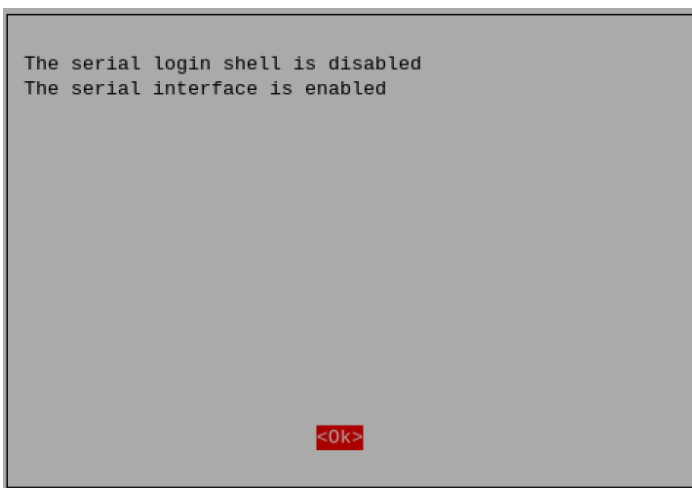 The serial login shell is disabled
The serial interface is enabled
<Ok>